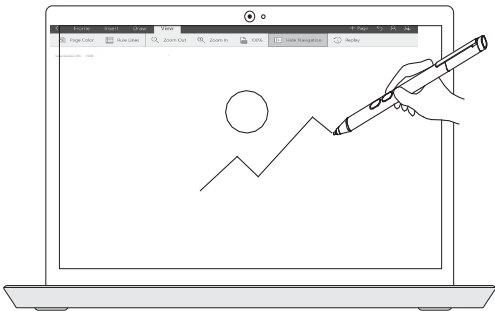 Home Insert Draw View + Page
Page Color Rule Lines Zoom Out Zoom In 100% Hide Navigation Replay